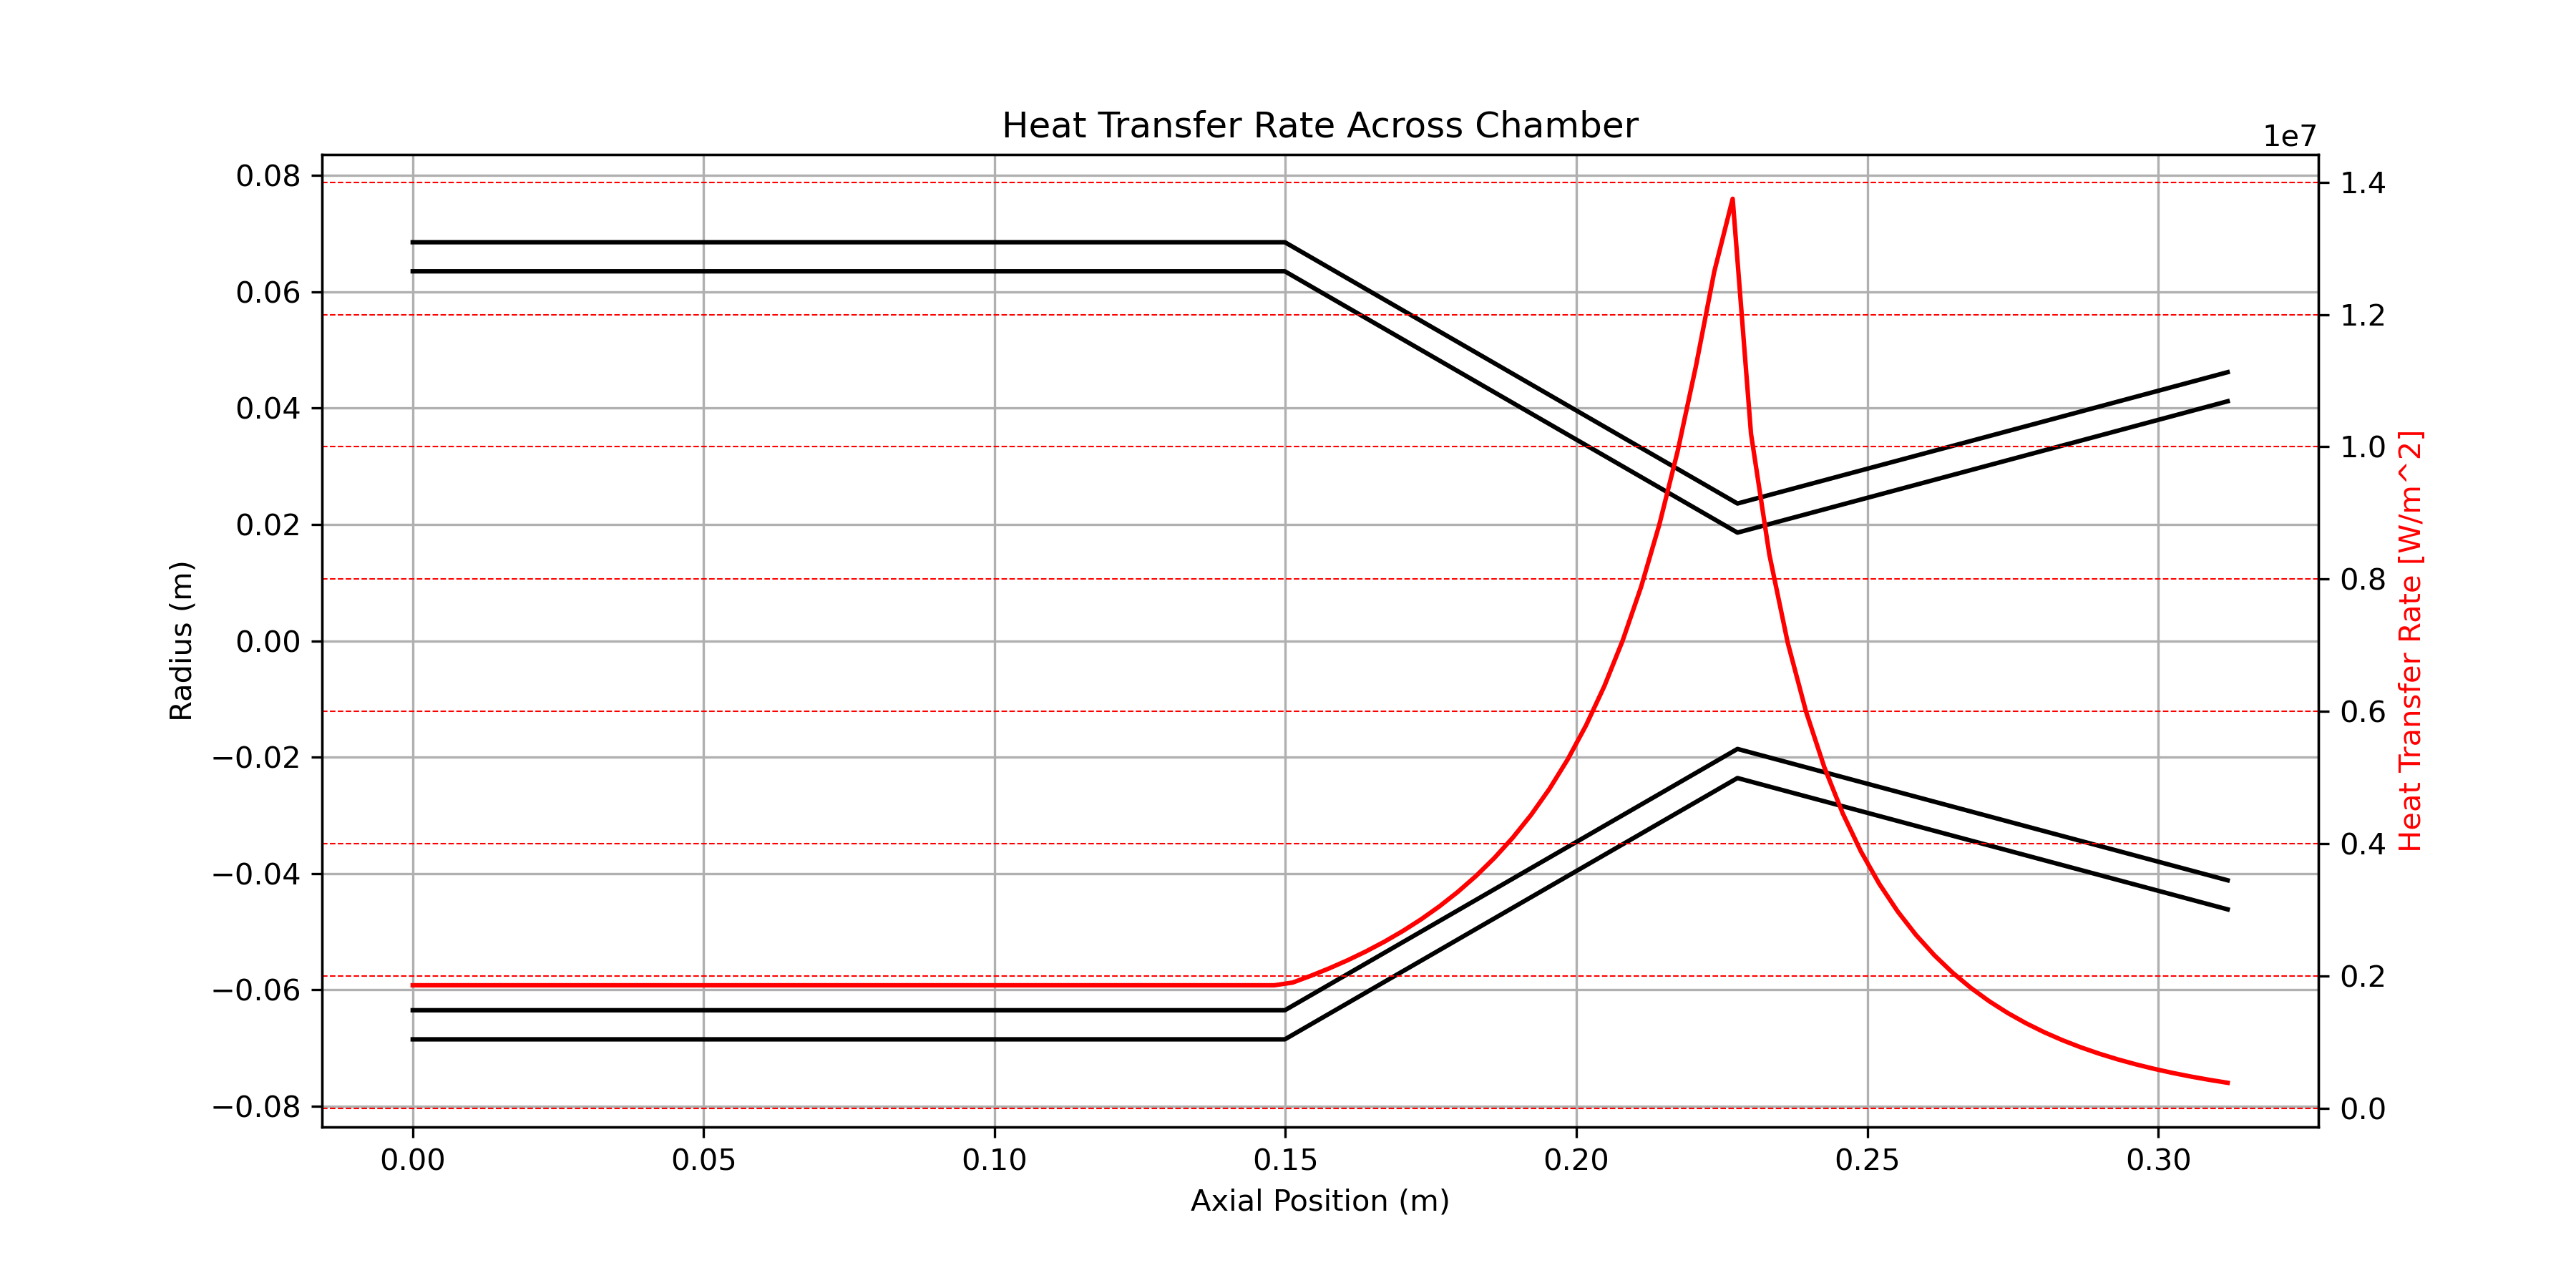 Heat Transfer Rate Across Chamber
1e7
0.08
0.06
0.04
0.02
0.00
−0.02
−0.04
−0.06
−0.08
Radius (m)
1.4
1.2
1.0
0.8
0.6
0.4
0.2
0.0
Heat Transfer Rate [W/m^2]
0.00 0.05 0.10 0.15 0.20 0.25 0.30
Axial Position (m)